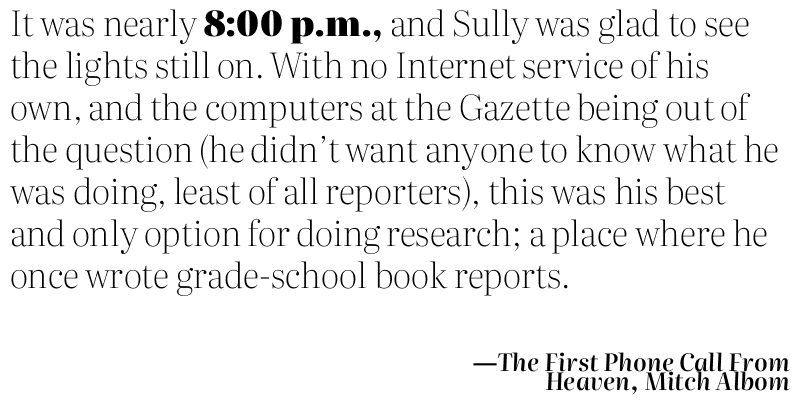 It was nearly 8:00 p.m., and Sully was glad to see
the lights still on. With no Internet service of his
own, and the computers at the Gazette being out of
the question (he didn’t want anyone to know what he
was doing, least of all reporters), this was his best
and only option for doing research; a place where he
once wrote grade-school book reports.
—The First Phone Call From
Heaven, Mitch Albom